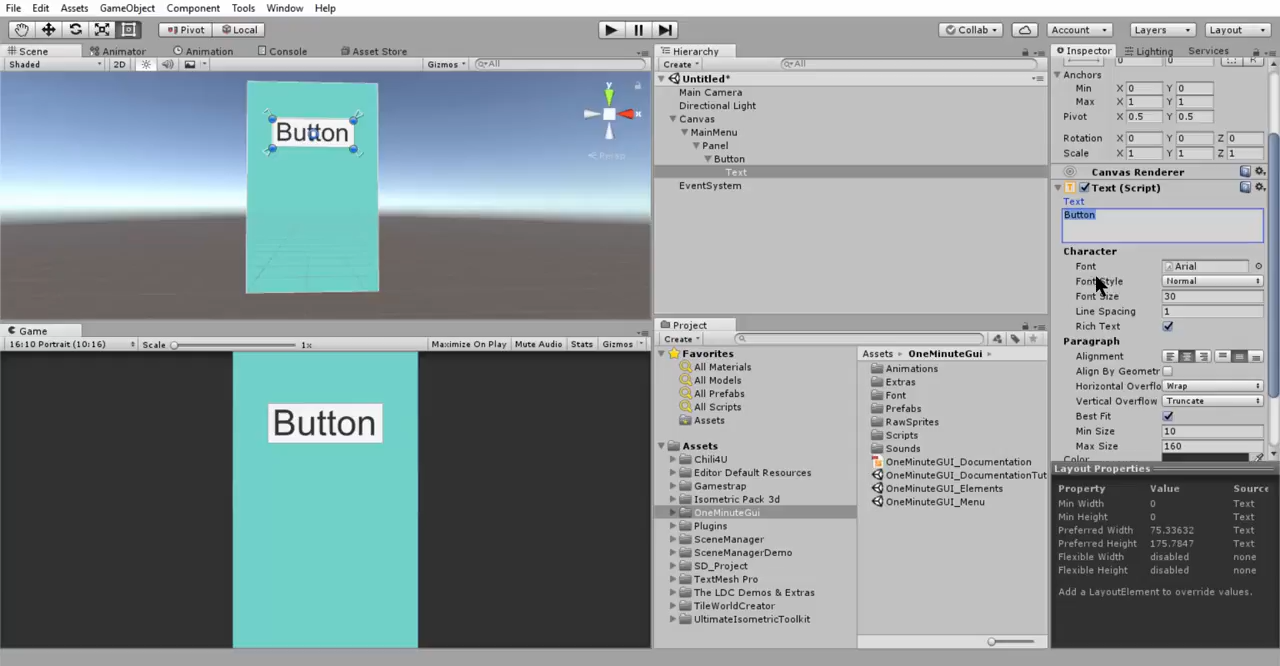 File Edit Assets GameObject Component Tools Window Help
Pivot Local Collab Account Layers Layout
Scene Animator Animation Console Asset Store
Shaded 2D Gizmos All
y
x
Persp
Button
Game
16:10 Portrait (10:16) Scale 1x Maximize On Play Mute Audio Stats Gizmos
Button
Hierarchy
Create All
Untitled*
Main Camera
Directional Light
Canvas
MainMenu
Panel
Button
Text
EventSystem
Project
Create
Favorites
All Materials
All Models
All Prefabs
All Scripts
Assets
Assets
Chili4U
Editor Default Resources
Gamestrap
Isometric Pack 3d
OneMinuteGui
Plugins
SceneManager
SceneManagerDemo
SD_Project
TextMesh Pro
The LDC Demos & Extras
TileWorldCreator
UltimateIsometricToolkit
Assets OneMinuteGui
Animations
Extras
Font
Prefabs
RawSprites
Scripts
Sounds
OneMinuteGUI_Documentation
OneMinuteGUI_DocumentationTut
OneMinuteGUI_Elements
OneMinuteGUI_Menu
Inspector Lighting Services
Anchors
Min X 0 Y 0
Max X 1 Y 1
Pivot X 0.5 Y 0.5
Rotation X 0 Y 0 Z 0
Scale X 1 Y 1 Z 1
Canvas Renderer
Text (Script)
Text
Button
Character
Font Arial
Font Style Normal
Font Size 30
Line Spacing 1
Rich Text
Paragraph
Alignment
Align By Geometr
Horizontal Overflo Wrap
Vertical Overflow Truncate
Best Fit
Min Size 10
Max Size 160
Color
Layout Properties
Property Value Source
Min Width 0 Text
Min Height 0 Text
Preferred Width 75.33632 Text
Preferred Height 175.7847 Text
Flexible Width disabled none
Flexible Height disabled none
Add a LayoutElement to override values.